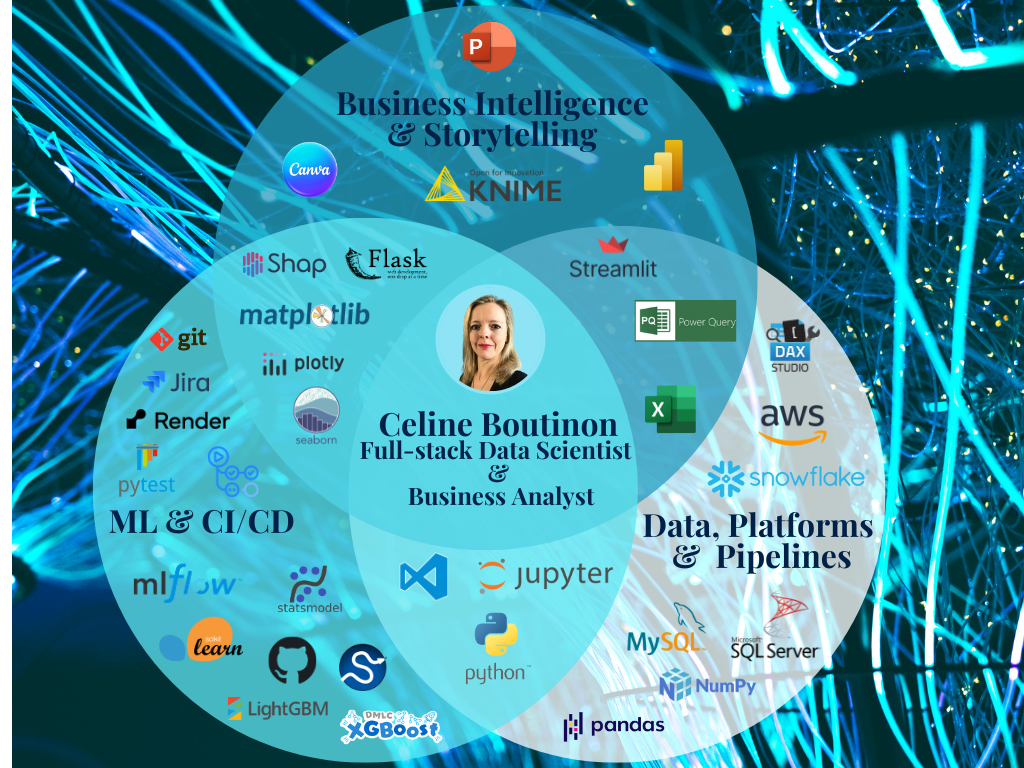 P
Business Intelligence
& Storytelling
Canva
Open for Innovation
KNIME
Shap
Flask
web development,
one drop at a time
Streamlit
matplotlib
PQ
Power Query
git
plotly
DAX
STUDIO
Jira
X
aws
Render
seaborn
Celine Boutinon
Full-stack Data Scientist
&
Business Analyst
pytest
snowflake
ML & CI/CD
Data, Platforms
& Pipelines
mlflow
statsmodel
jupyter
python
MySQL
Microsoft
SQL Server
scikit
learn
NumPy
LightGBM
DMLC
XGBoost
pandas